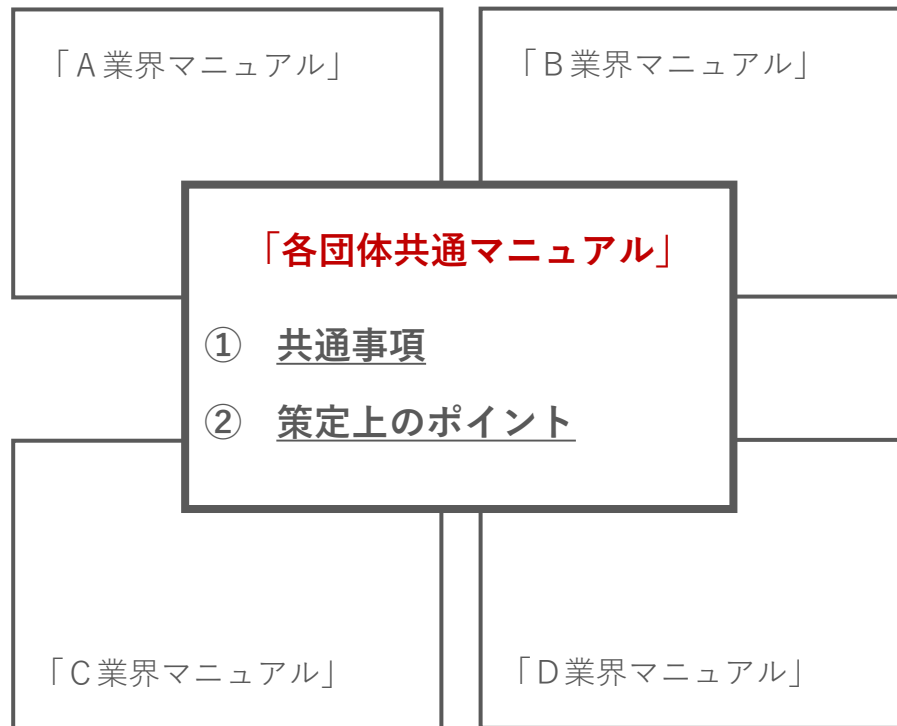 「Ａ業界マニュアル」
「Ｂ業界マニュアル」
「各団体共通マニュアル」
① 共通事項
② 策定上のポイント
「Ｃ業界マニュアル」
「Ｄ業界マニュアル」